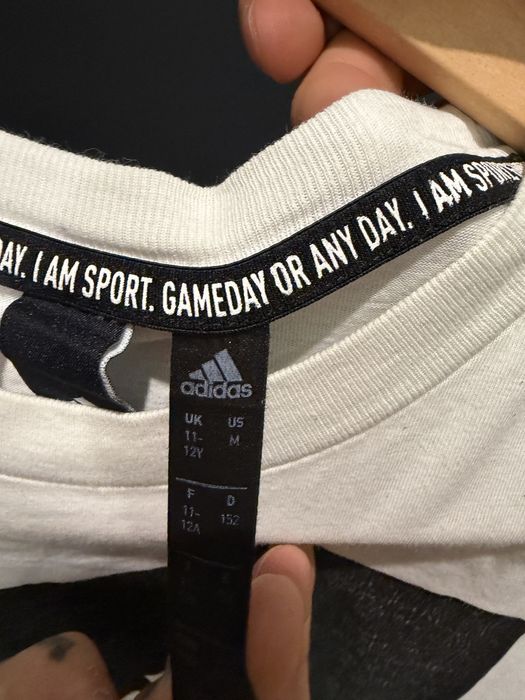 DAY. I AM SPORT. GAMEDAY OR ANY DAY. I AM SPORT.
adidas
UK US
11-12Y M
F D
11-12A 152